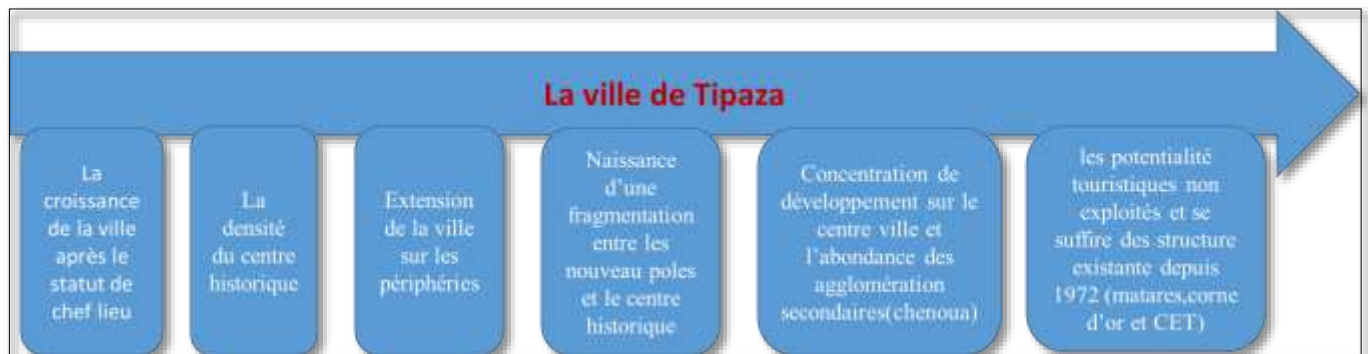 La ville de Tipaza
La
croissance
de la ville
après le
statut de
chef lieu
La
densité
du centre
historique
Extension
de la ville
sur les
périphéries
Naissance
d'une
fragmentation
entre les
nouveau poles
et le centre
historique
Concentration de
développement sur le
centre ville et
l'abondance des
agglomération
secondaires(chenoua)
les potentialité
touristiques non
exploités et se
suffire des structure
existante depuis
1972 (matares,corne
d'or et CET)